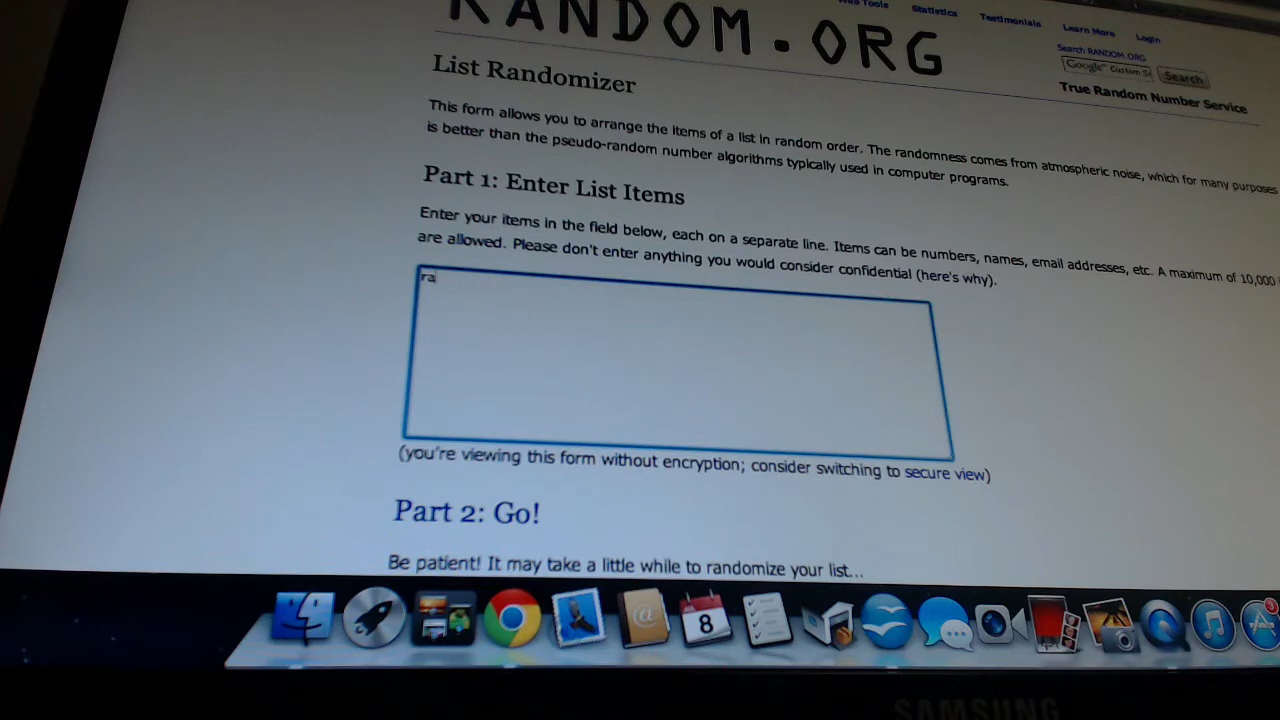 RANDOM.ORG
Web Tools Statistics Testimonials Learn More Login
Search RANDOM.ORG
Google™ Custom S Search
True Random Number Service
List Randomizer
This form allows you to arrange the items of a list in random order. The randomness comes from atmospheric noise, which for many purposes
is better than the pseudo-random number algorithms typically used in computer programs.
Part 1: Enter List Items
Enter your items in the field below, each on a separate line. Items can be numbers, names, email addresses, etc. A maximum of 10,000
are allowed. Please don't enter anything you would consider confidential (here's why).
ra
(you're viewing this form without encryption; consider switching to secure view)
Part 2: Go!
Be patient! It may take a little while to randomize your list...
8
3
SAMSUNG